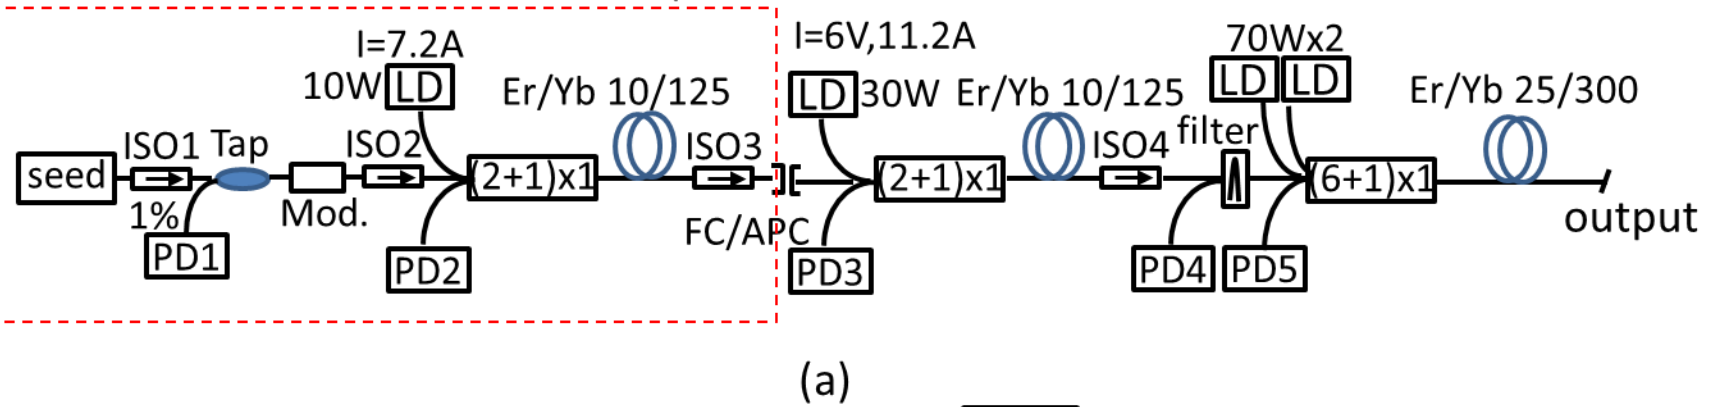 I=7.2A
10W LD
Er/Yb 10/125
I=6V,11.2A
LD 30W
Er/Yb 10/125
70Wx2
LD LD
Er/Yb 25/300
seed
ISO1
Tap
1%
PD1
Mod.
ISO2
(2+1)x1
PD2
ISO3
FC/APC
(2+1)x1
PD3
ISO4
filter
PD4
PD5
(6+1)x1
output
(a)